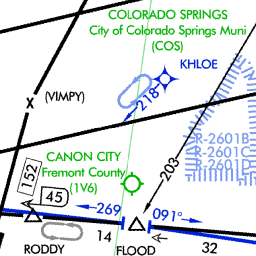 COLORADO SPRINGS
City of Colorado Springs Muni
(COS)
KHLOE
218
(VIMPY)
R-2601B
R-2601C
R-2601D
CANON CITY
Fremont County
(1V6)
203
152
45
269
091°
RODDY
14
FLOOD
32